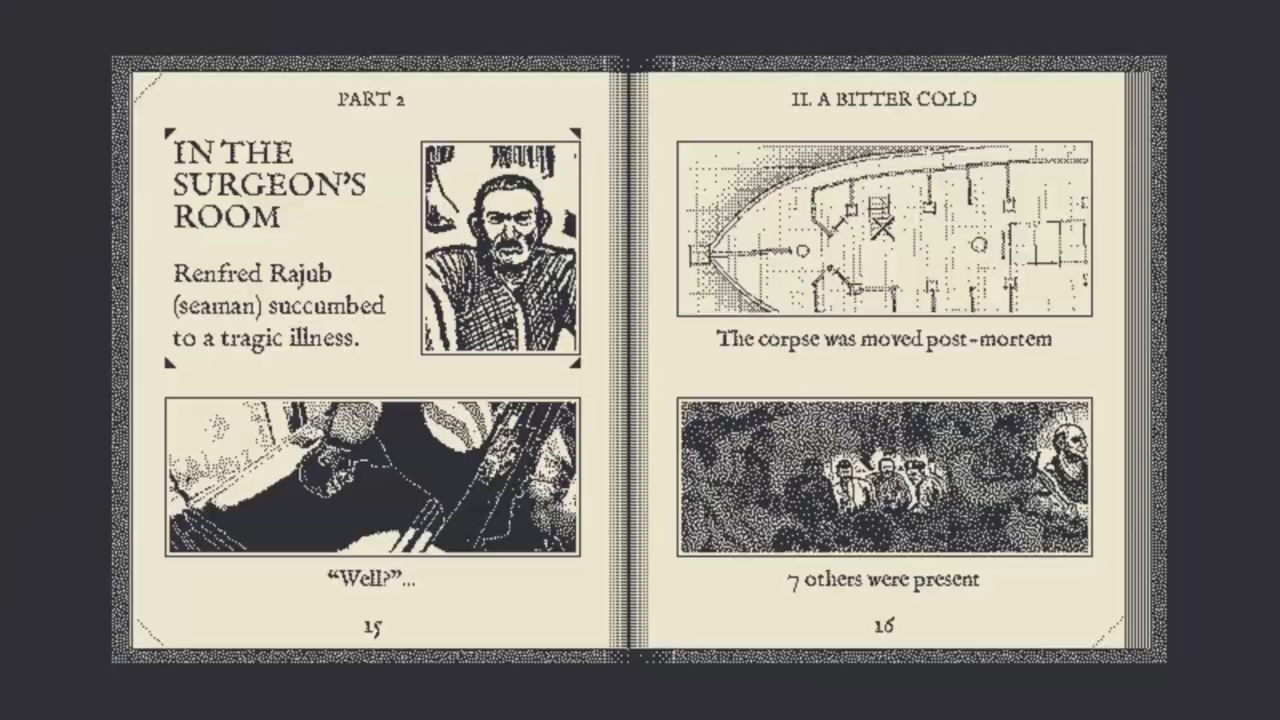 PART 2
IN THE
SURGEON'S
ROOM
Renfred Rajub
(seaman) succumbed
to a tragic illness.
"Well?"...
15
II. A BITTER COLD
The corpse was moved post-mortem
7 others were present
16